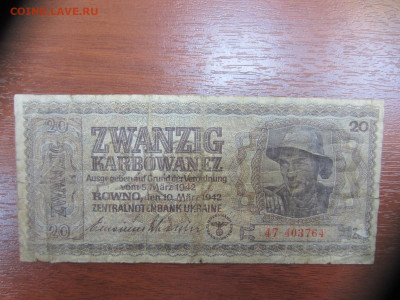 COINS.LAVE.RU
20
20
ZWANZIG
KARBOWANEZ
Ausgegeben auf Grund der Verordnung
vom 5. März 1942
ROWNO, den 10. März 1942
ZENTRALNOTENBANK UKRAINE
ZWANZIG
20
47·403764